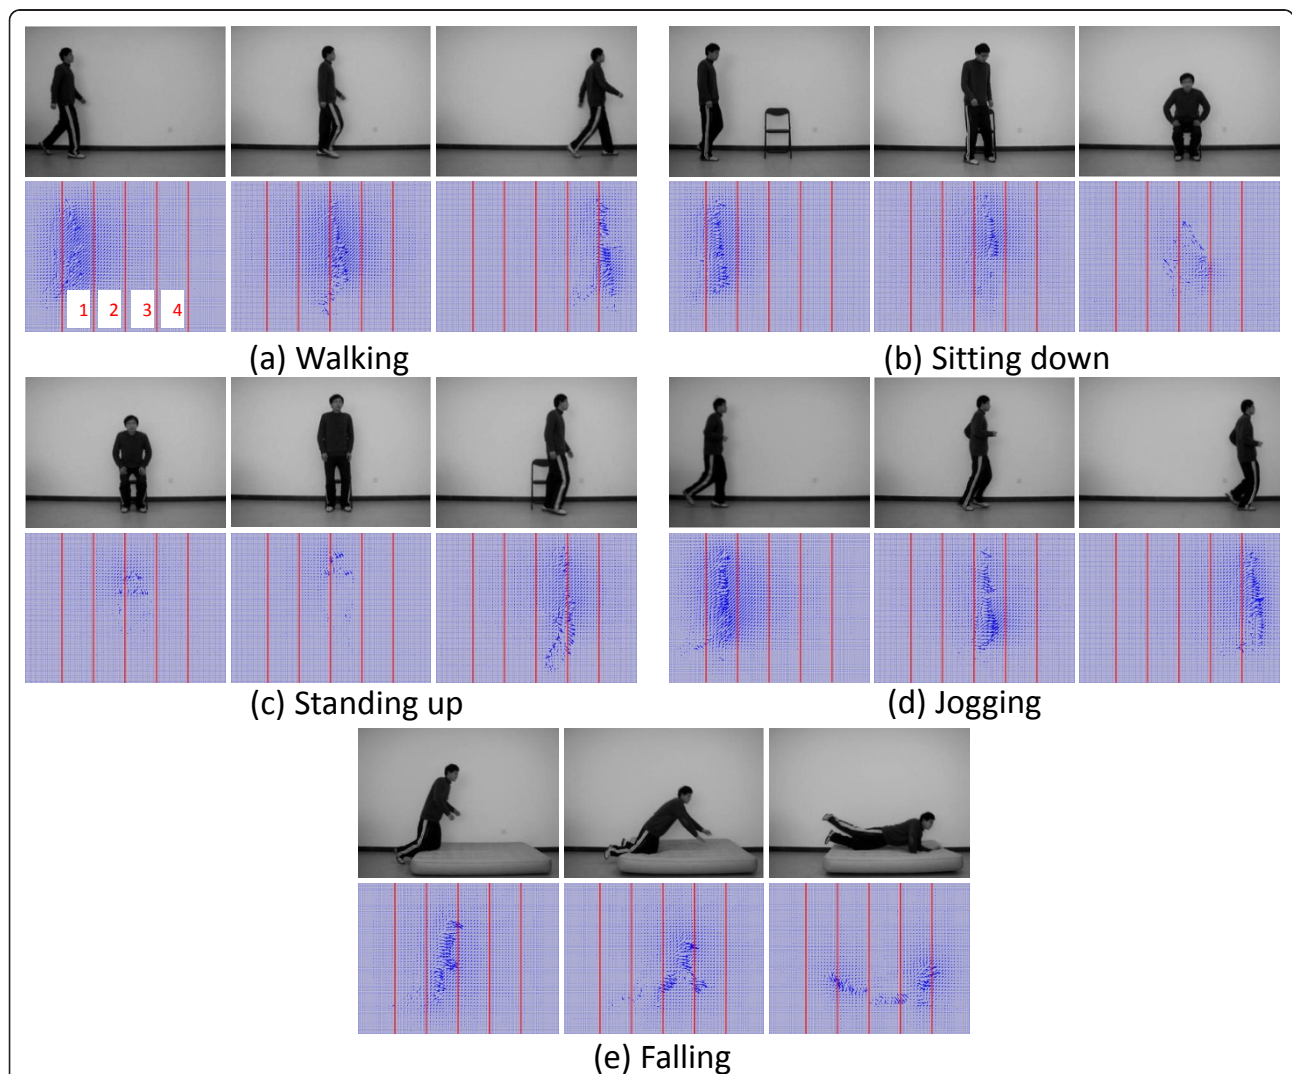 1 2 3 4
(a) Walking
(b) Sitting down
(c) Standing up
(d) Jogging
(e) Falling